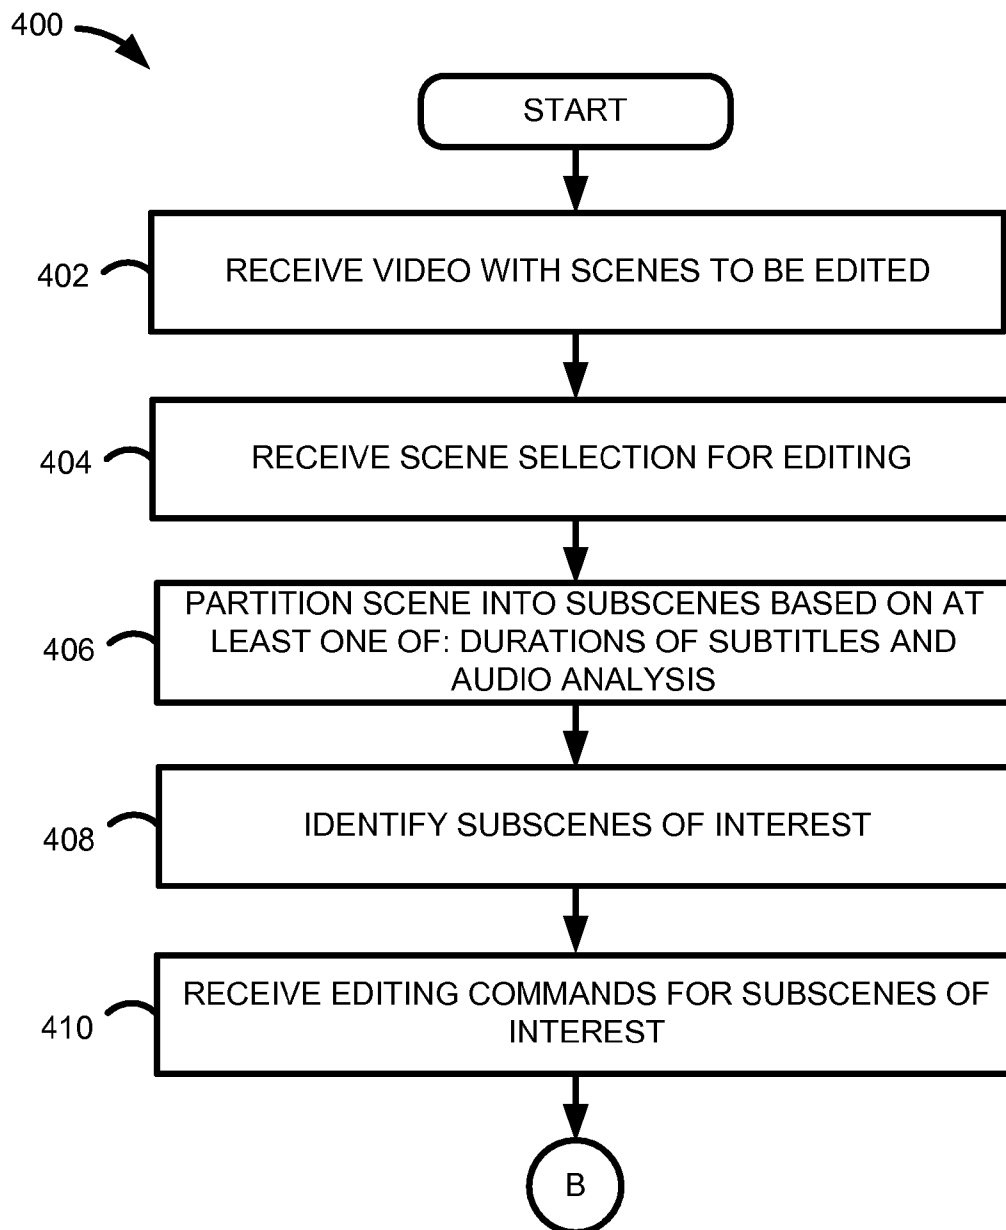 400
START
402
RECEIVE VIDEO WITH SCENES TO BE EDITED
404
RECEIVE SCENE SELECTION FOR EDITING
406
PARTITION SCENE INTO SUBSCENES BASED ON AT
LEAST ONE OF: DURATIONS OF SUBTITLES AND
AUDIO ANALYSIS
408
IDENTIFY SUBSCENES OF INTEREST
410
RECEIVE EDITING COMMANDS FOR SUBSCENES OF
INTEREST
B